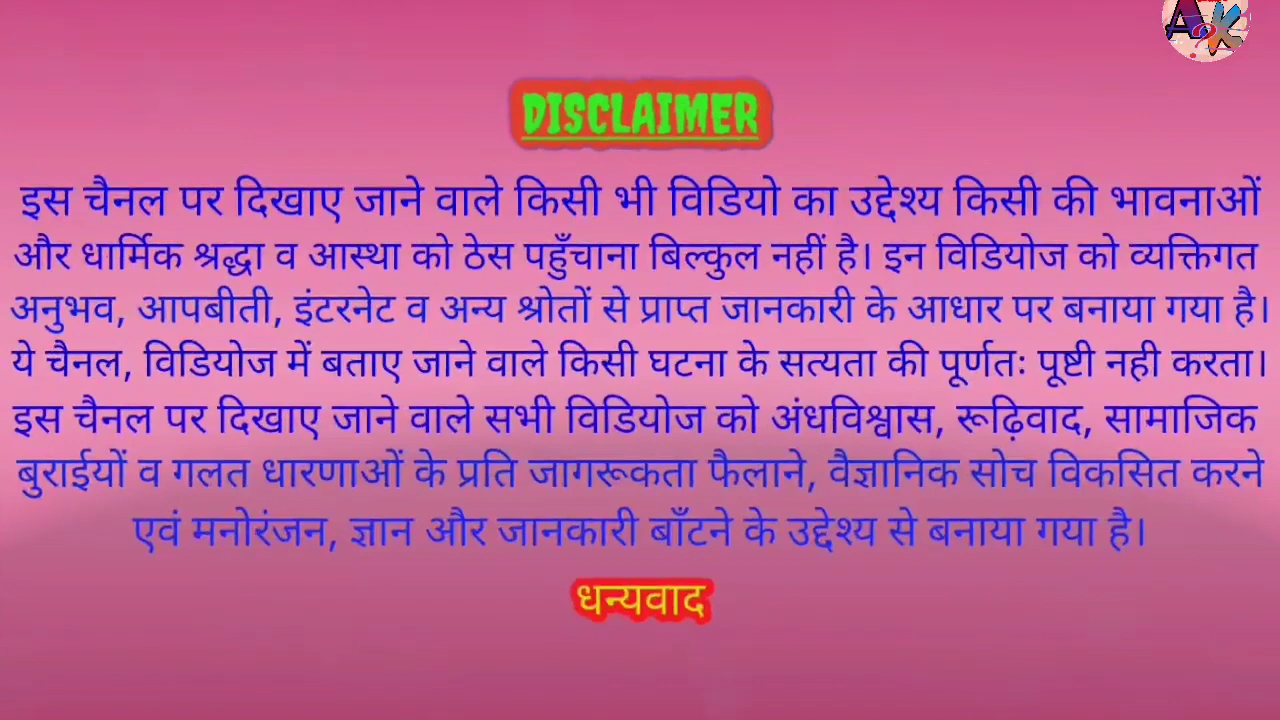 DISCLAIMER
इस चैनल पर दिखाए जाने वाले किसी भी विडियो का उद्देश्य किसी की भावनाओं
और धार्मिक श्रद्धा व आस्था को ठेस पहुँचाना बिल्कुल नहीं है। इन विडियोज को व्यक्तिगत
अनुभव, आपबीती, इंटरनेट व अन्य श्रोतों से प्राप्त जानकारी के आधार पर बनाया गया है।
ये चैनल, विडियोज में बताए जाने वाले किसी घटना के सत्यता की पूर्णतः पूष्टी नही करता।
इस चैनल पर दिखाए जाने वाले सभी विडियोज को अंधविश्वास, रूढ़िवाद, सामाजिक
बुराईयों व गलत धारणाओं के प्रति जागरूकता फैलाने, वैज्ञानिक सोच विकसित करने
एवं मनोरंजन, ज्ञान और जानकारी बाँटने के उद्देश्य से बनाया गया है।
धन्यवाद